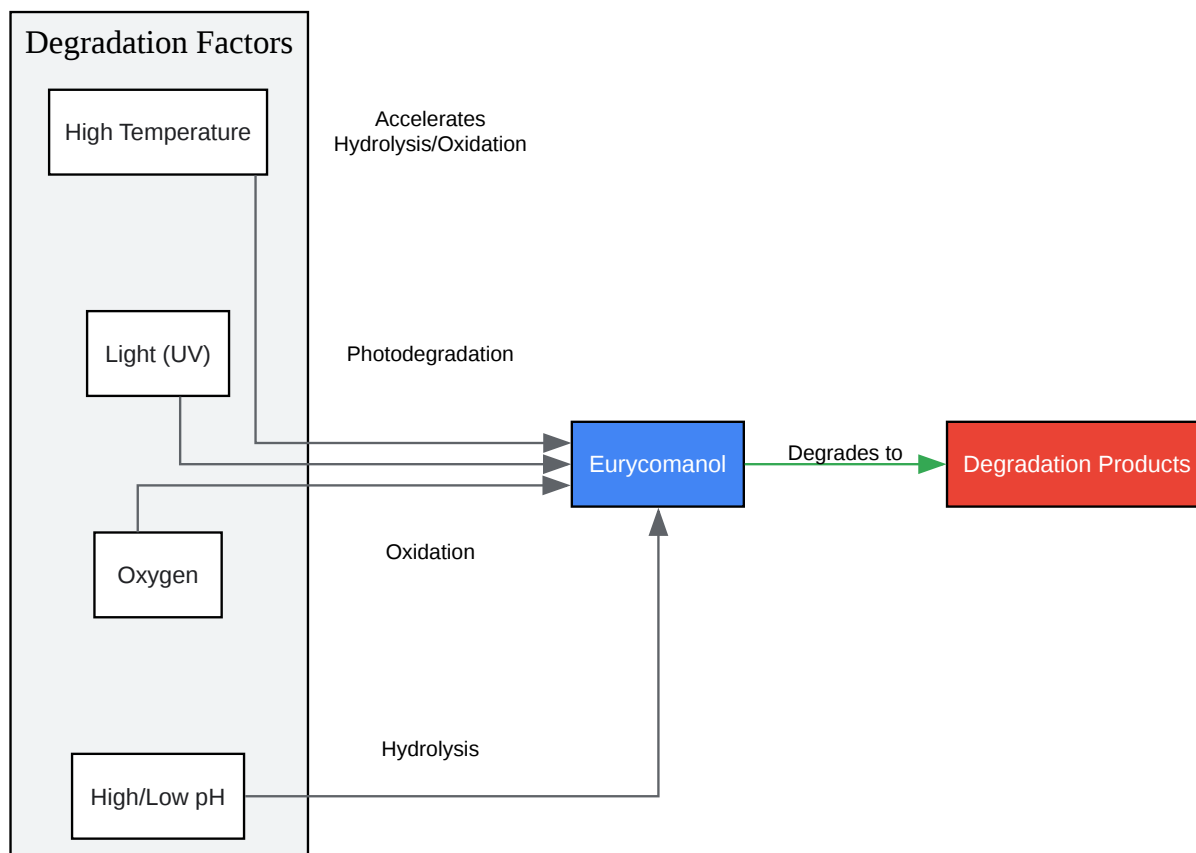 Degradation Factors
High Temperature
Accelerates
Hydrolysis/Oxidation
Light (UV)
Photodegradation
Eurycomanol
Degrades to
Degradation Products
Oxidation
Oxygen
Hydrolysis
High/Low pH